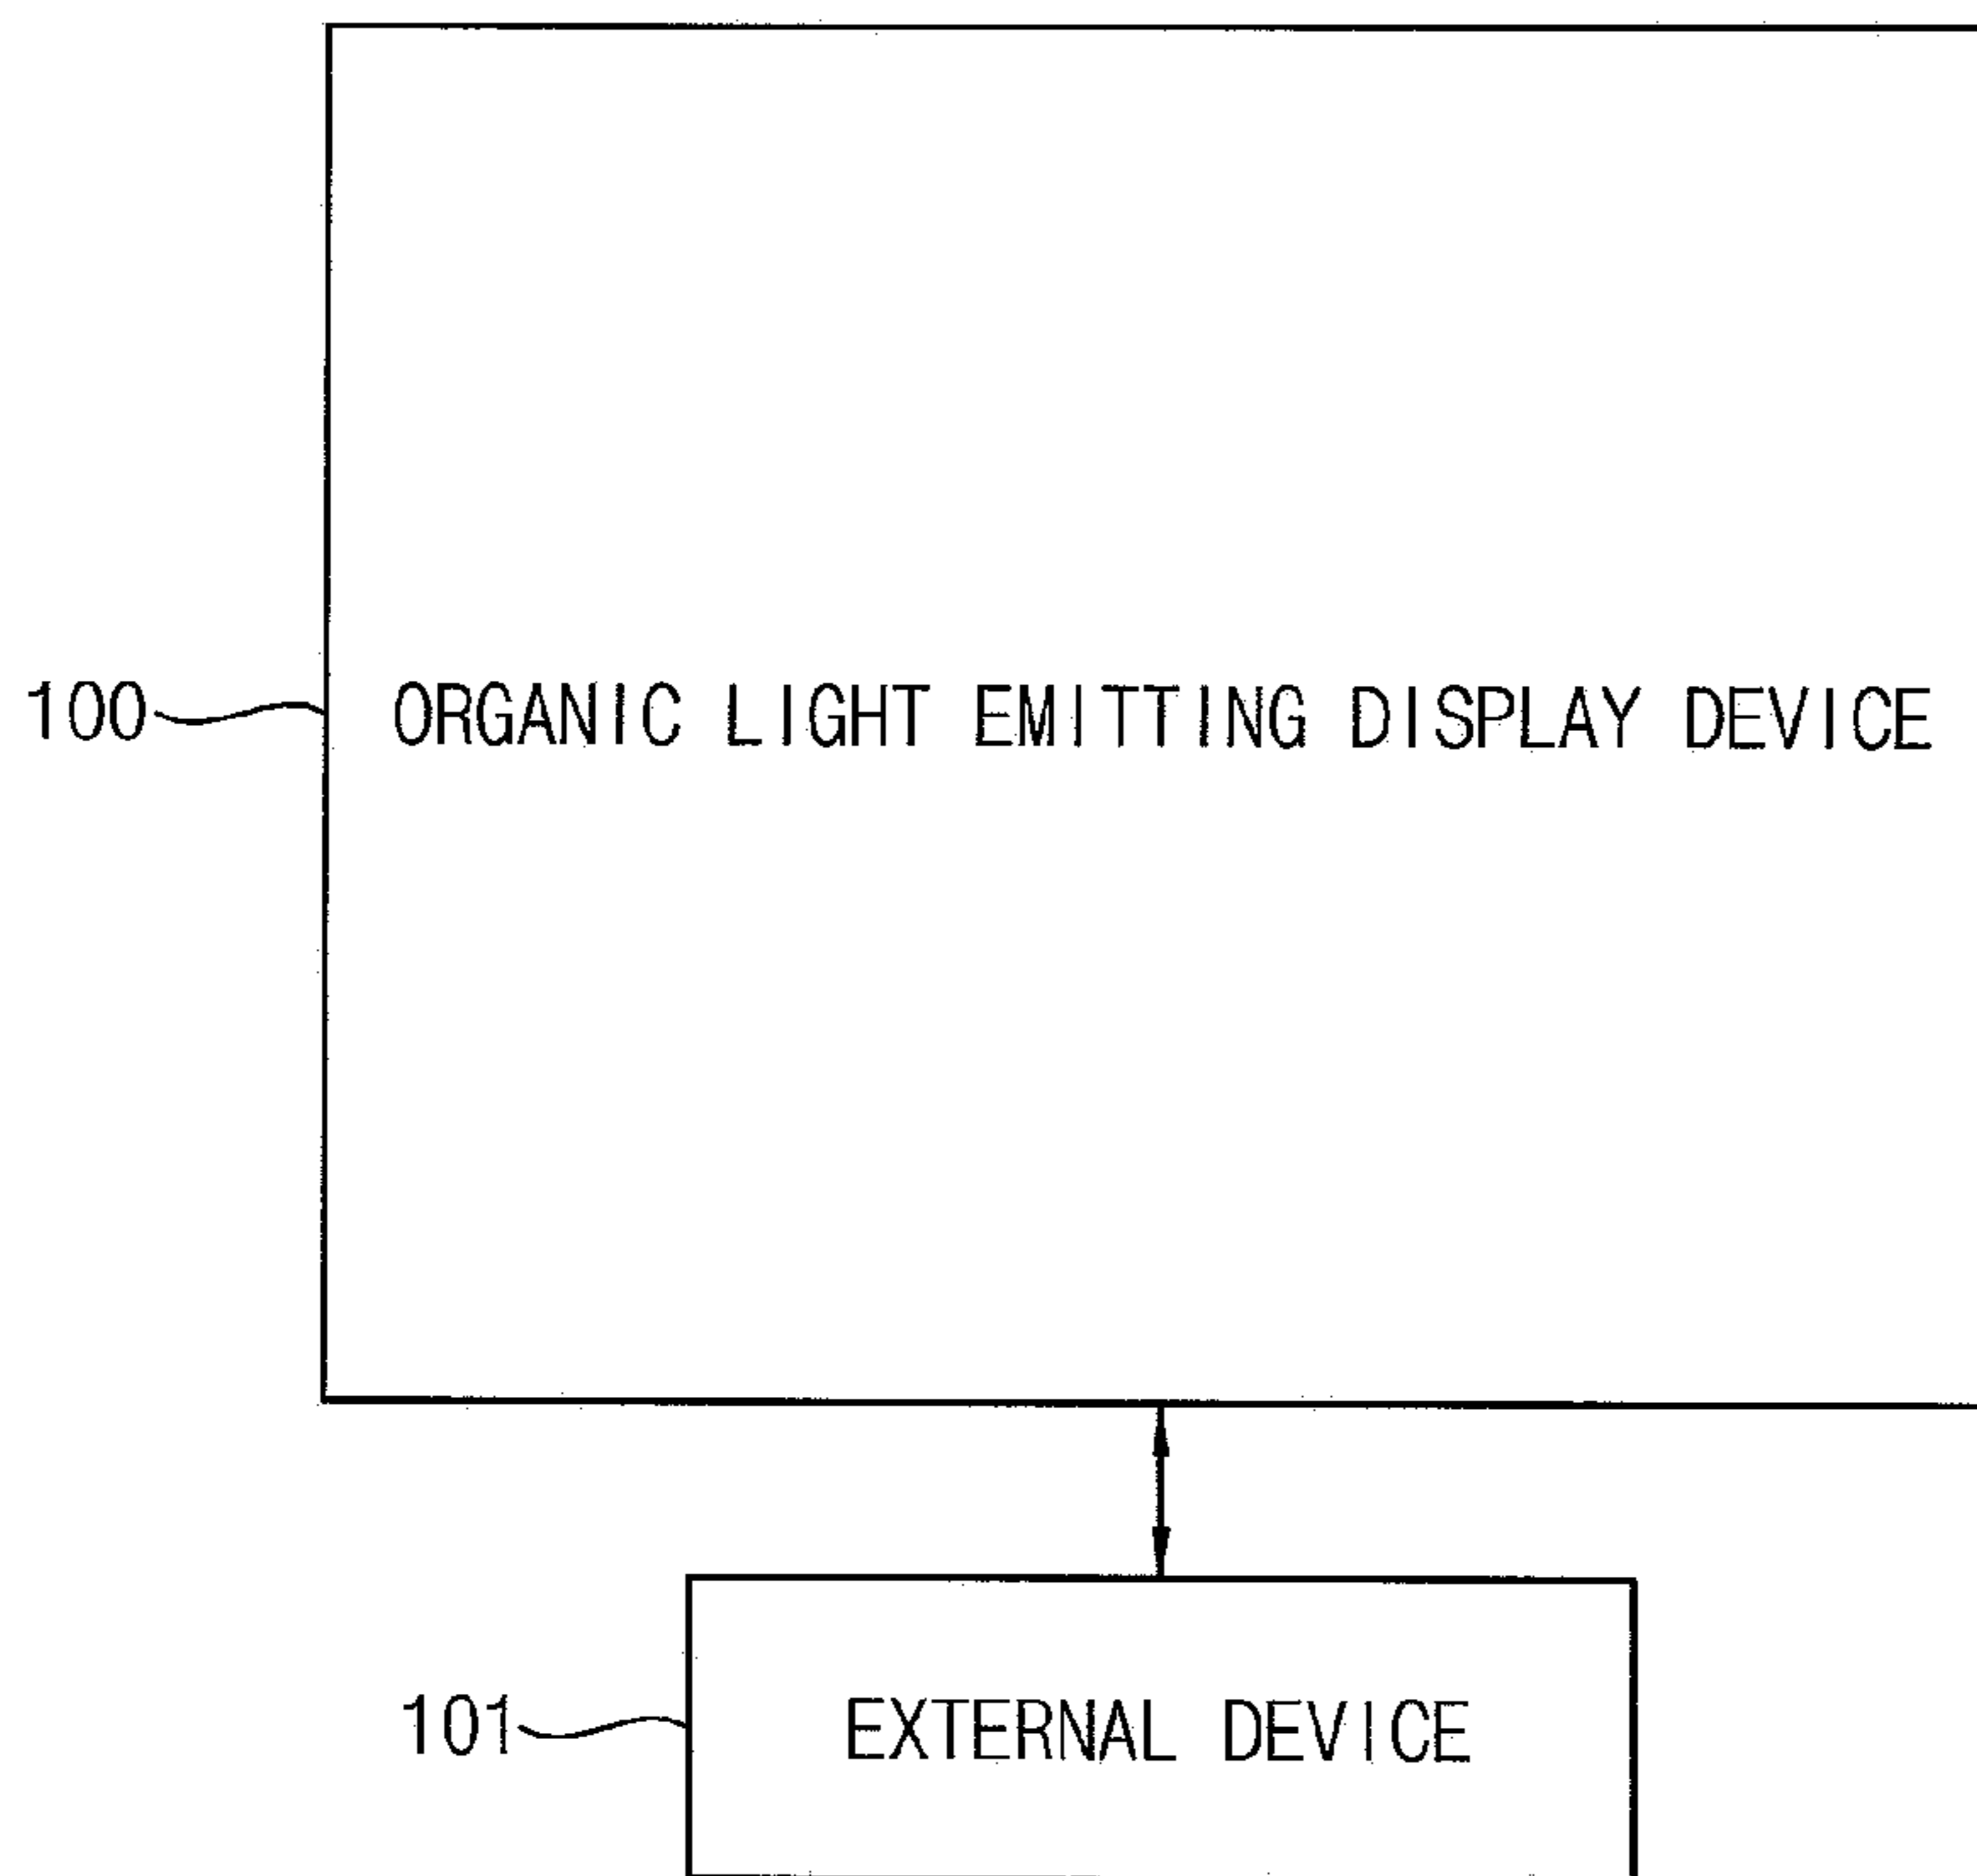 100 ORGANIC LIGHT EMITTING DISPLAY DEVICE
101 EXTERNAL DEVICE